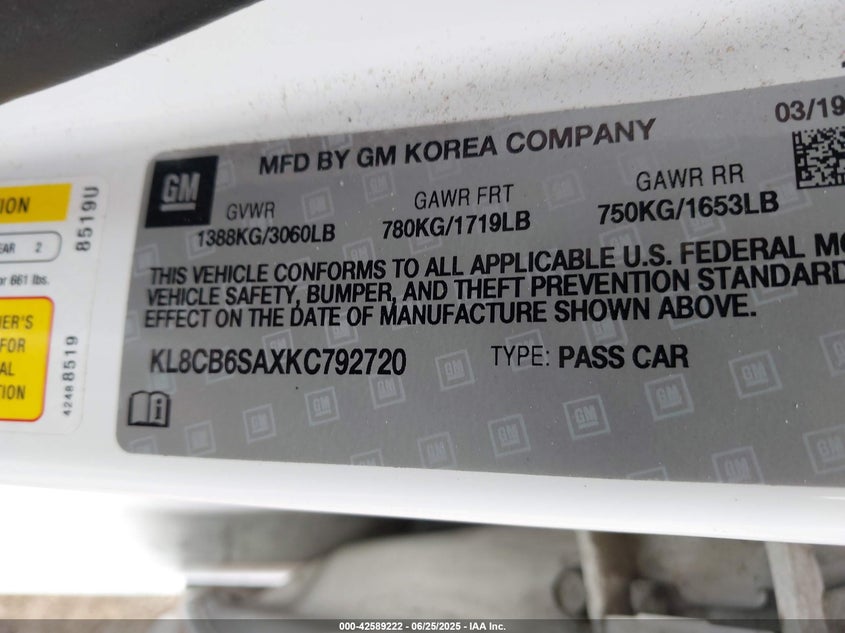 MFD BY GM KOREA COMPANY
03/19
GM
GVWR
1388KG/3060LB
GAWR FRT
780KG/1719LB
GAWR RR
750KG/1653LB
THIS VEHICLE CONFORMS TO ALL APPLICABLE U.S. FEDERAL MO
VEHICLE SAFETY, BUMPER, AND THEFT PREVENTION STANDARD
EFFECT ON THE DATE OF MANUFACTURE SHOWN ABOVE.
KL8CB6SAXKC792720
TYPE: PASS CAR
ION
EAR 2
or 661 lbs.
8519U
ER'S
FOR
AL
TION
4248 8519
000-42589222 - 06/25/2025 - IAA Inc.